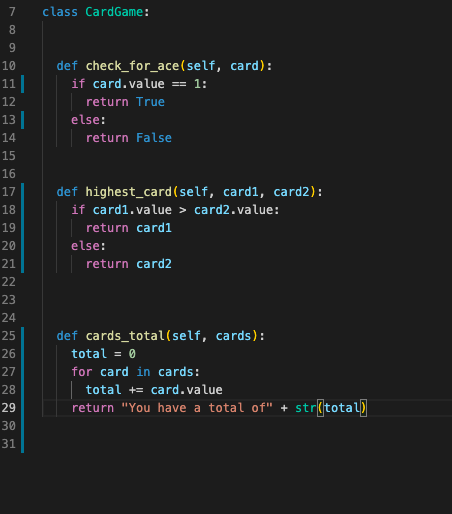 7 class CardGame:
8
9
10 def check_for_ace(self, card):
11 if card.value == 1:
12 return True
13 else:
14 return False
15
16
17 def highest_card(self, card1, card2):
18 if card1.value > card2.value:
19 return card1
20 else:
21 return card2
22
23
24
25 def cards_total(self, cards):
26 total = 0
27 for card in cards:
28 total += card.value
29 return "You have a total of" + str(total)
30
31